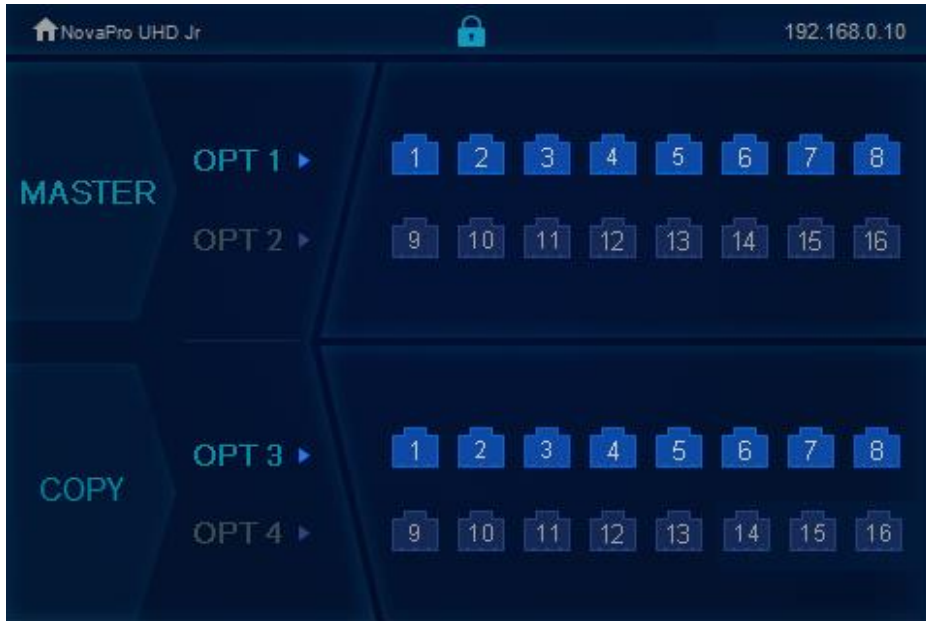 NovaPro UHD Jr 192.168.0.10
MASTER
OPT 1 1 2 3 4 5 6 7 8
OPT 2 9 10 11 12 13 14 15 16
COPY
OPT 3 1 2 3 4 5 6 7 8
OPT 4 9 10 11 12 13 14 15 16